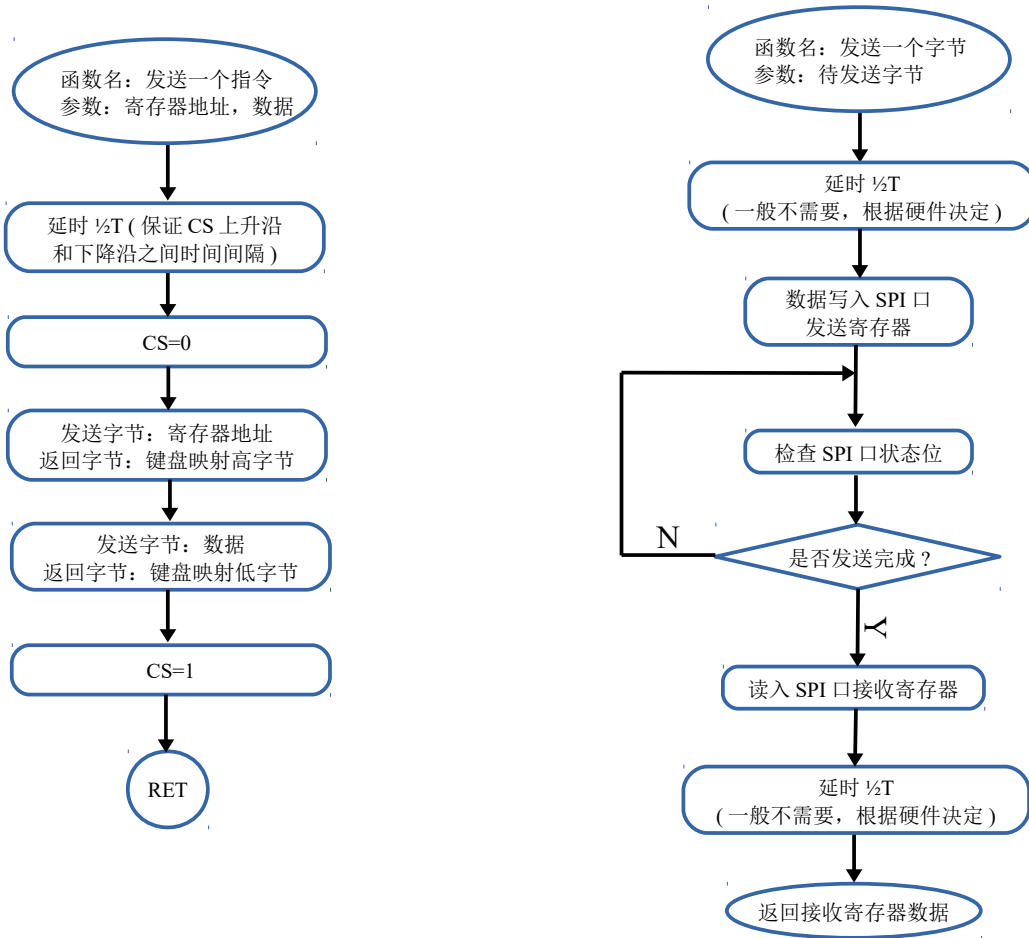 函数名：发送一个指令
参数：寄存器地址，数据
延时 ½T ( 保证 CS 上升沿
和下降沿之间时间间隔 )
CS=0
发送字节：寄存器地址
返回字节：键盘映射高字节
发送字节：数据
返回字节：键盘映射低字节
CS=1
RET
函数名：发送一个字节
参数：待发送字节
延时 ½T
( 一般不需要，根据硬件决定 )
数据写入 SPI 口
发送寄存器
检查 SPI 口状态位
N
是否发送完成 ?
Y
读入 SPI 口接收寄存器
延时 ½T
( 一般不需要，根据硬件决定 )
返回接收寄存器数据